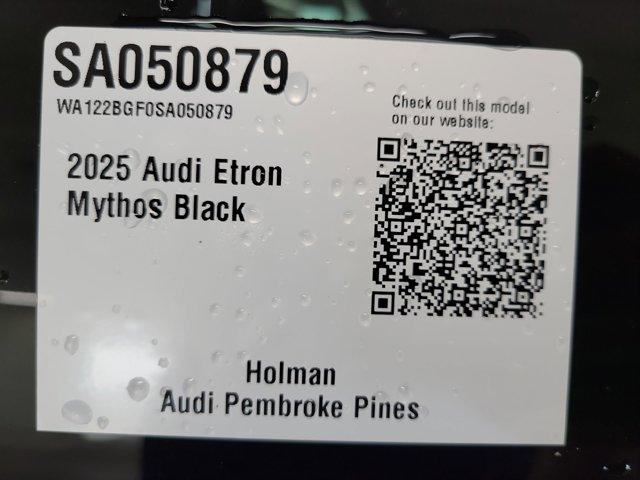 SA050879
WA122BGF0SA050879
Check out this model
on our website:
2025 Audi Etron
Mythos Black
Holman
Audi Pembroke Pines